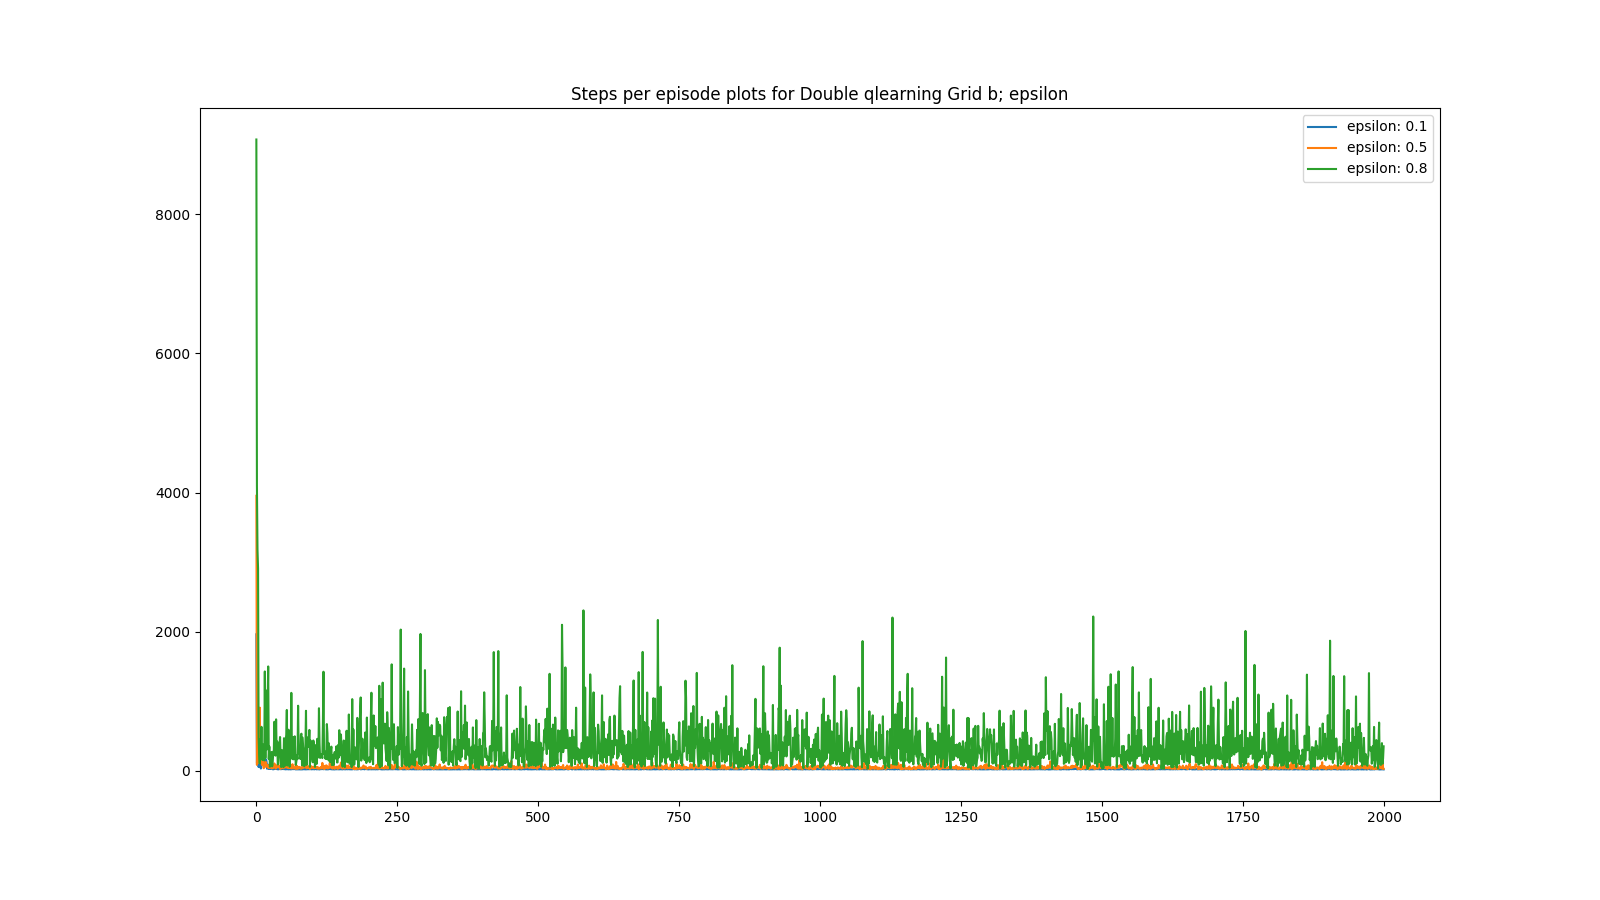 Steps per episode plots for Double qlearning Grid b; epsilon
epsilon: 0.1
epsilon: 0.5
epsilon: 0.8
8000
6000
4000
2000
0
0 250 500 750 1000 1250 1500 1750 2000